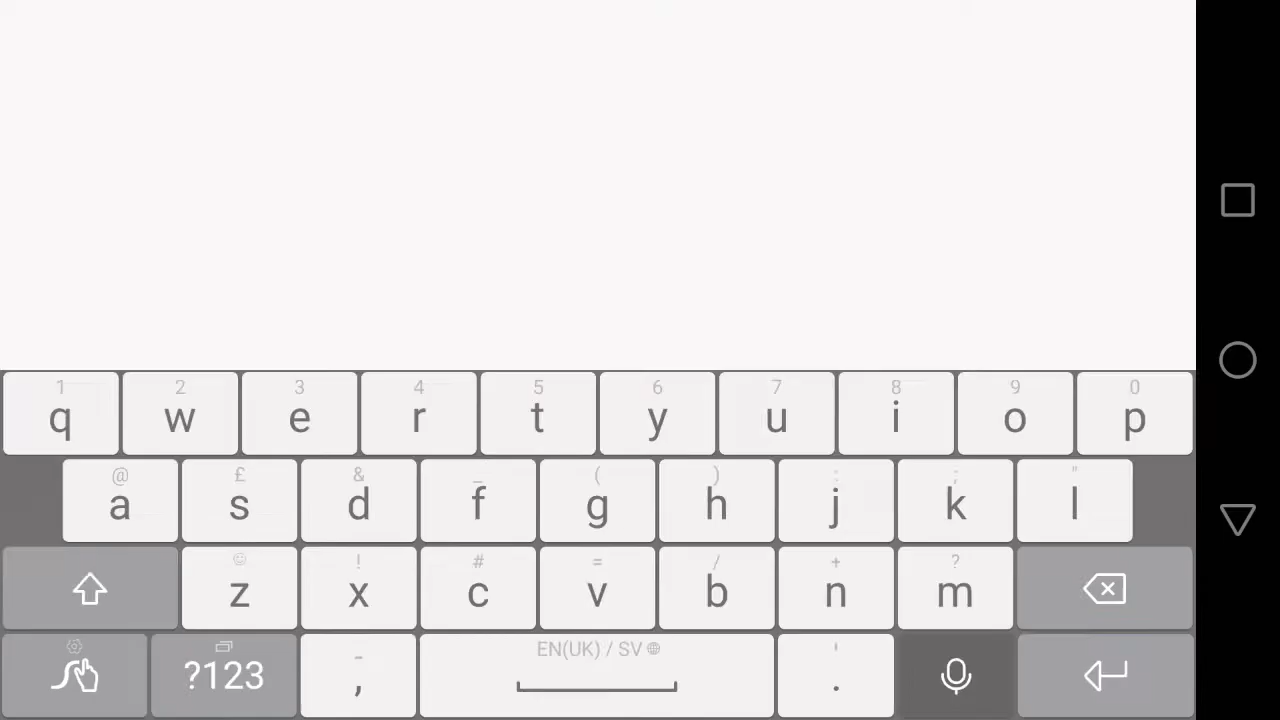 1 2 3 4 5 6 7 8 9 0
q w e r t y u i o p
@ £ & _ ( ) : ; "
a s d f g h j k l
! # = / + ?
z x c v b n m
EN(UK) / SV
- '
?123 , .